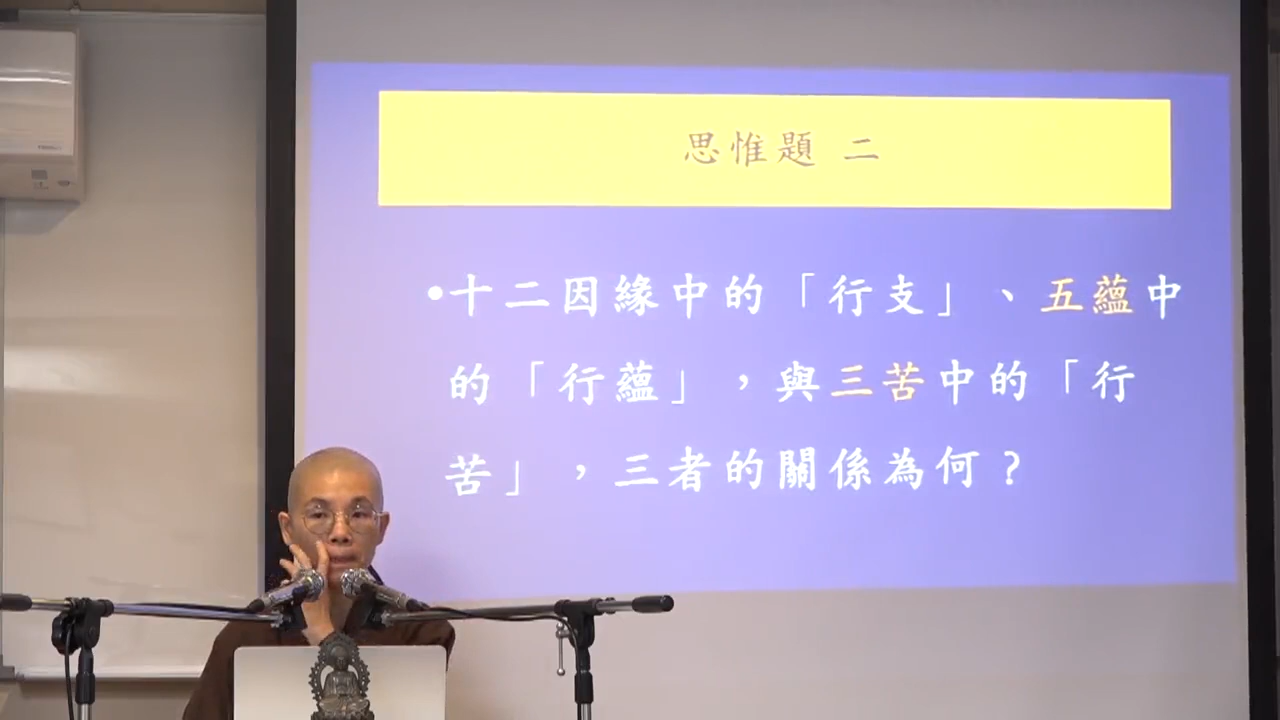 思惟題 二
•十二因緣中的「行支」、五蘊中
的「行蘊」，與三苦中的「行
苦」，三者的關係為何？